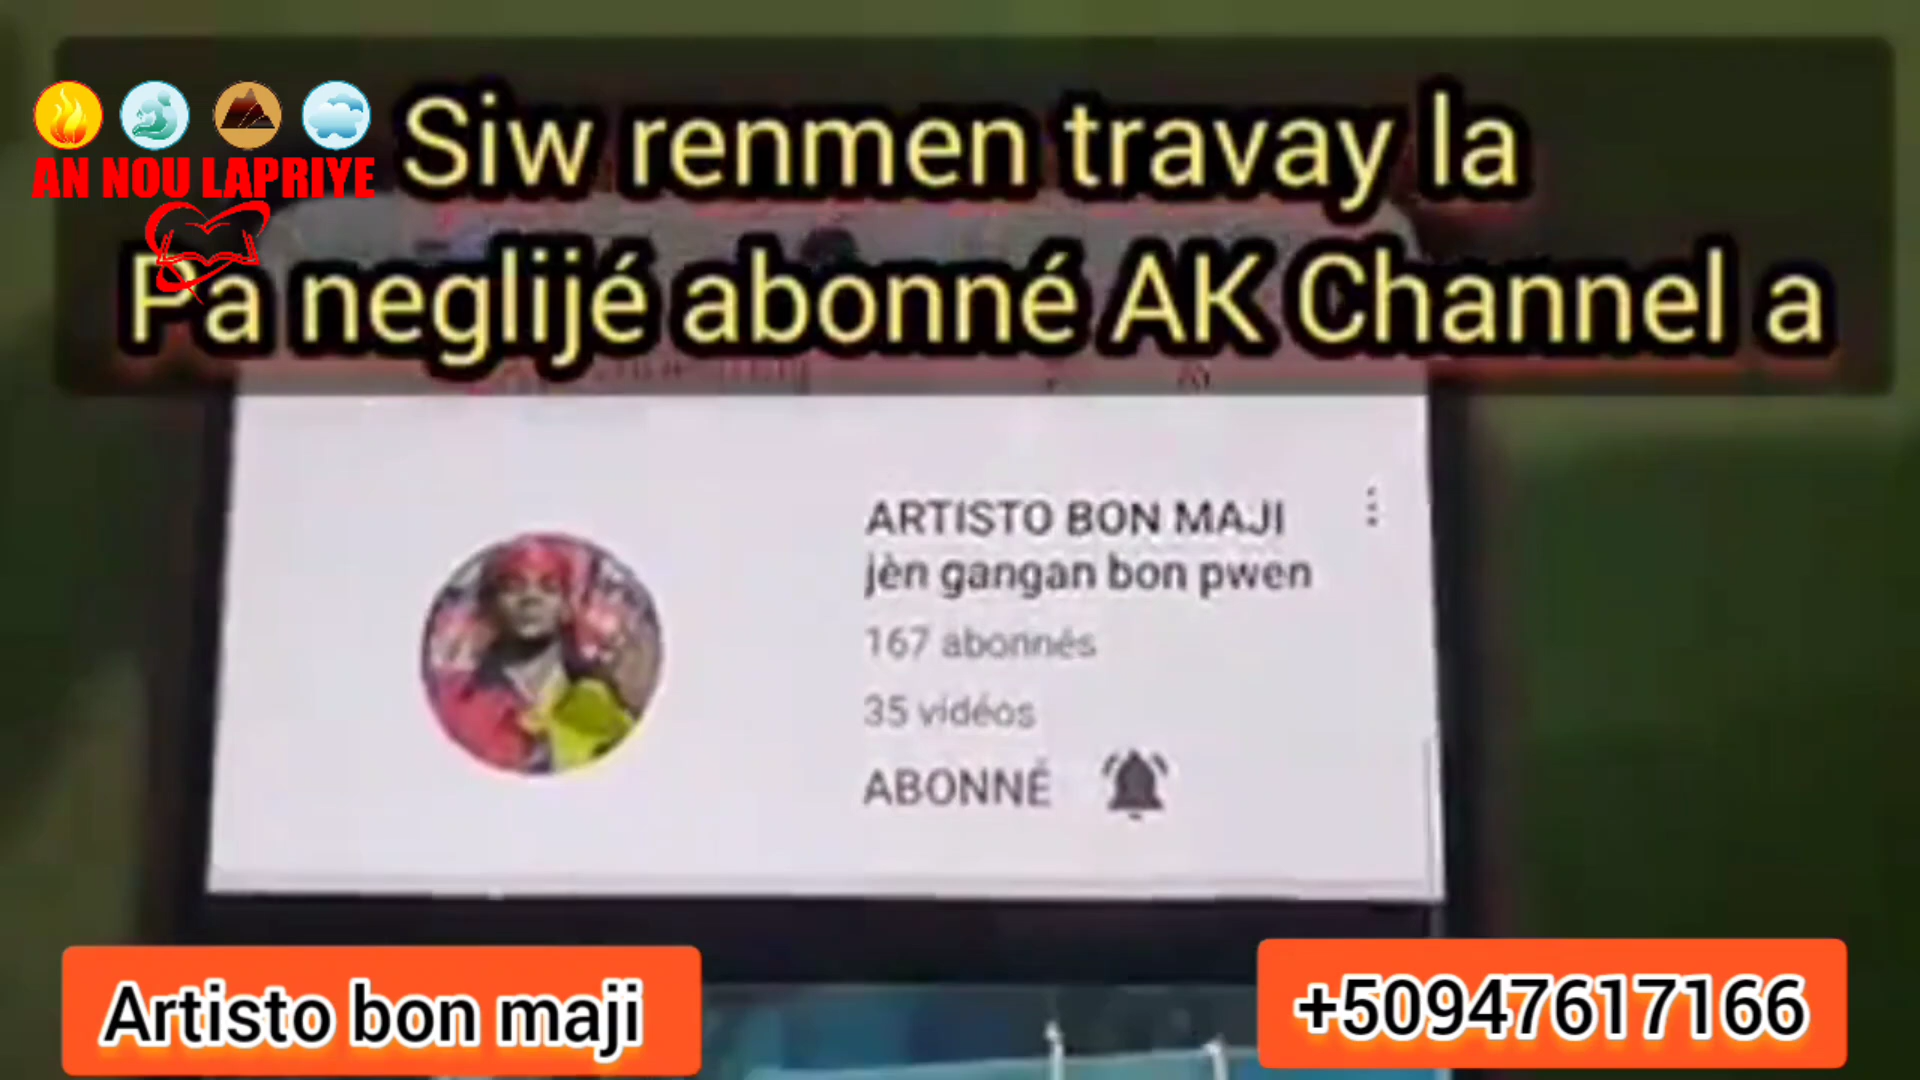 AN NOU LAPRIYE
Siw renmen travay la
Pa neglijé abonné AK Channel a
ARTISTO BON MAJI
jèn gangan bon pwen
167 abonnés
35 vidéos
ABONNÉ
Artisto bon maji
+50947617166